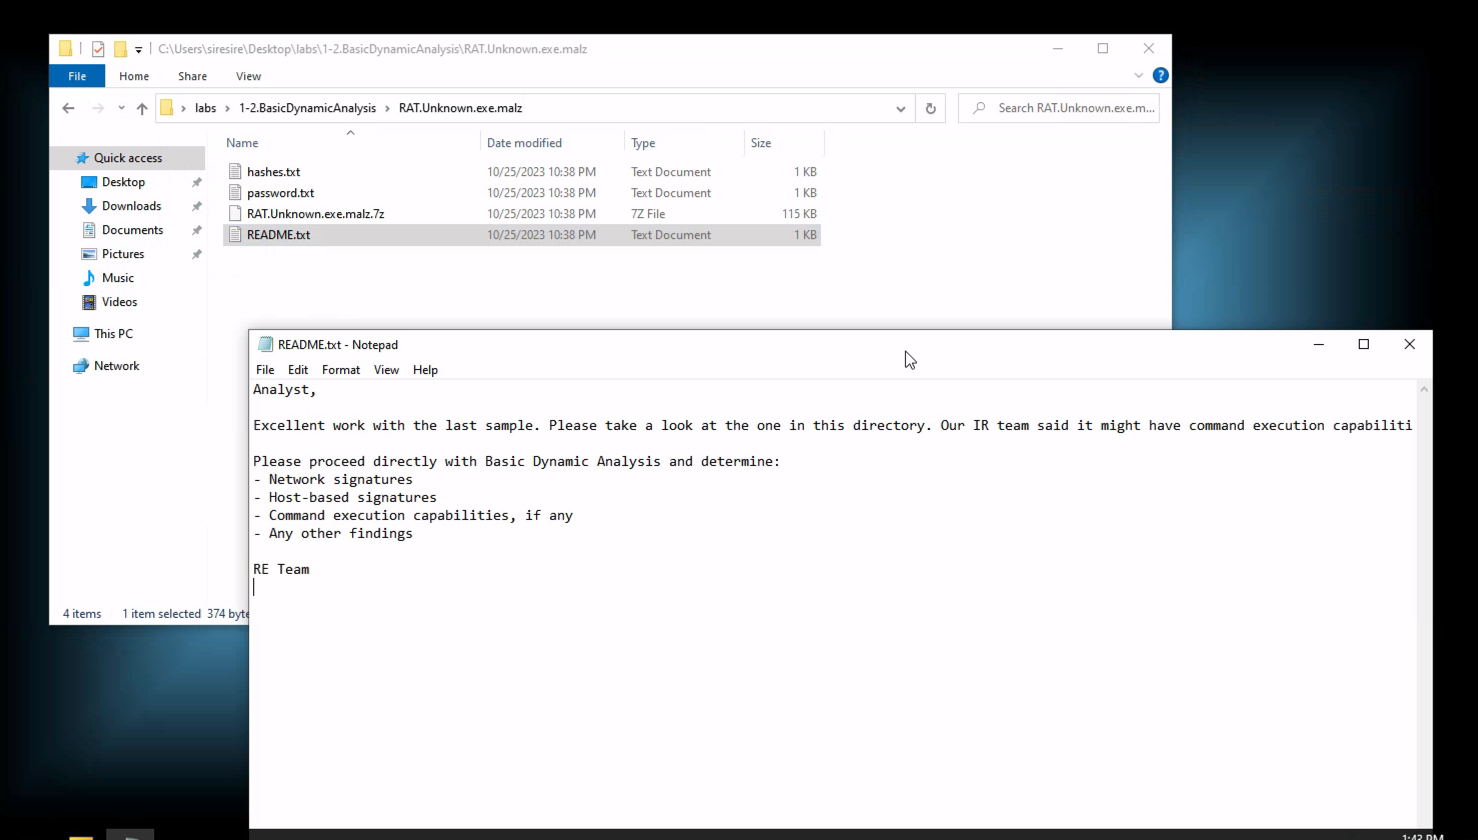 C:\Users\siresire\Desktop\labs\1-2.BasicDynamicAnalysis\RAT.Unknown.exe.malz
File Home Share View
labs › 1-2.BasicDynamicAnalysis › RAT.Unknown.exe.malz
Search RAT.Unknown.exe.m...
Name Date modified Type Size
Quick access
Desktop
Downloads
Documents
Pictures
Music
Videos
This PC
Network
hashes.txt 10/25/2023 10:38 PM Text Document 1 KB
password.txt 10/25/2023 10:38 PM Text Document 1 KB
RAT.Unknown.exe.malz.7z 10/25/2023 10:38 PM 7Z File 115 KB
README.txt 10/25/2023 10:38 PM Text Document 1 KB
4 items 1 item selected 374 byte
README.txt - Notepad
File Edit Format View Help
Analyst,
Excellent work with the last sample. Please take a look at the one in this directory. Our IR team said it might have command execution capabiliti
Please proceed directly with Basic Dynamic Analysis and determine:
- Network signatures
- Host-based signatures
- Command execution capabilities, if any
- Any other findings
RE Team
1:43 PM